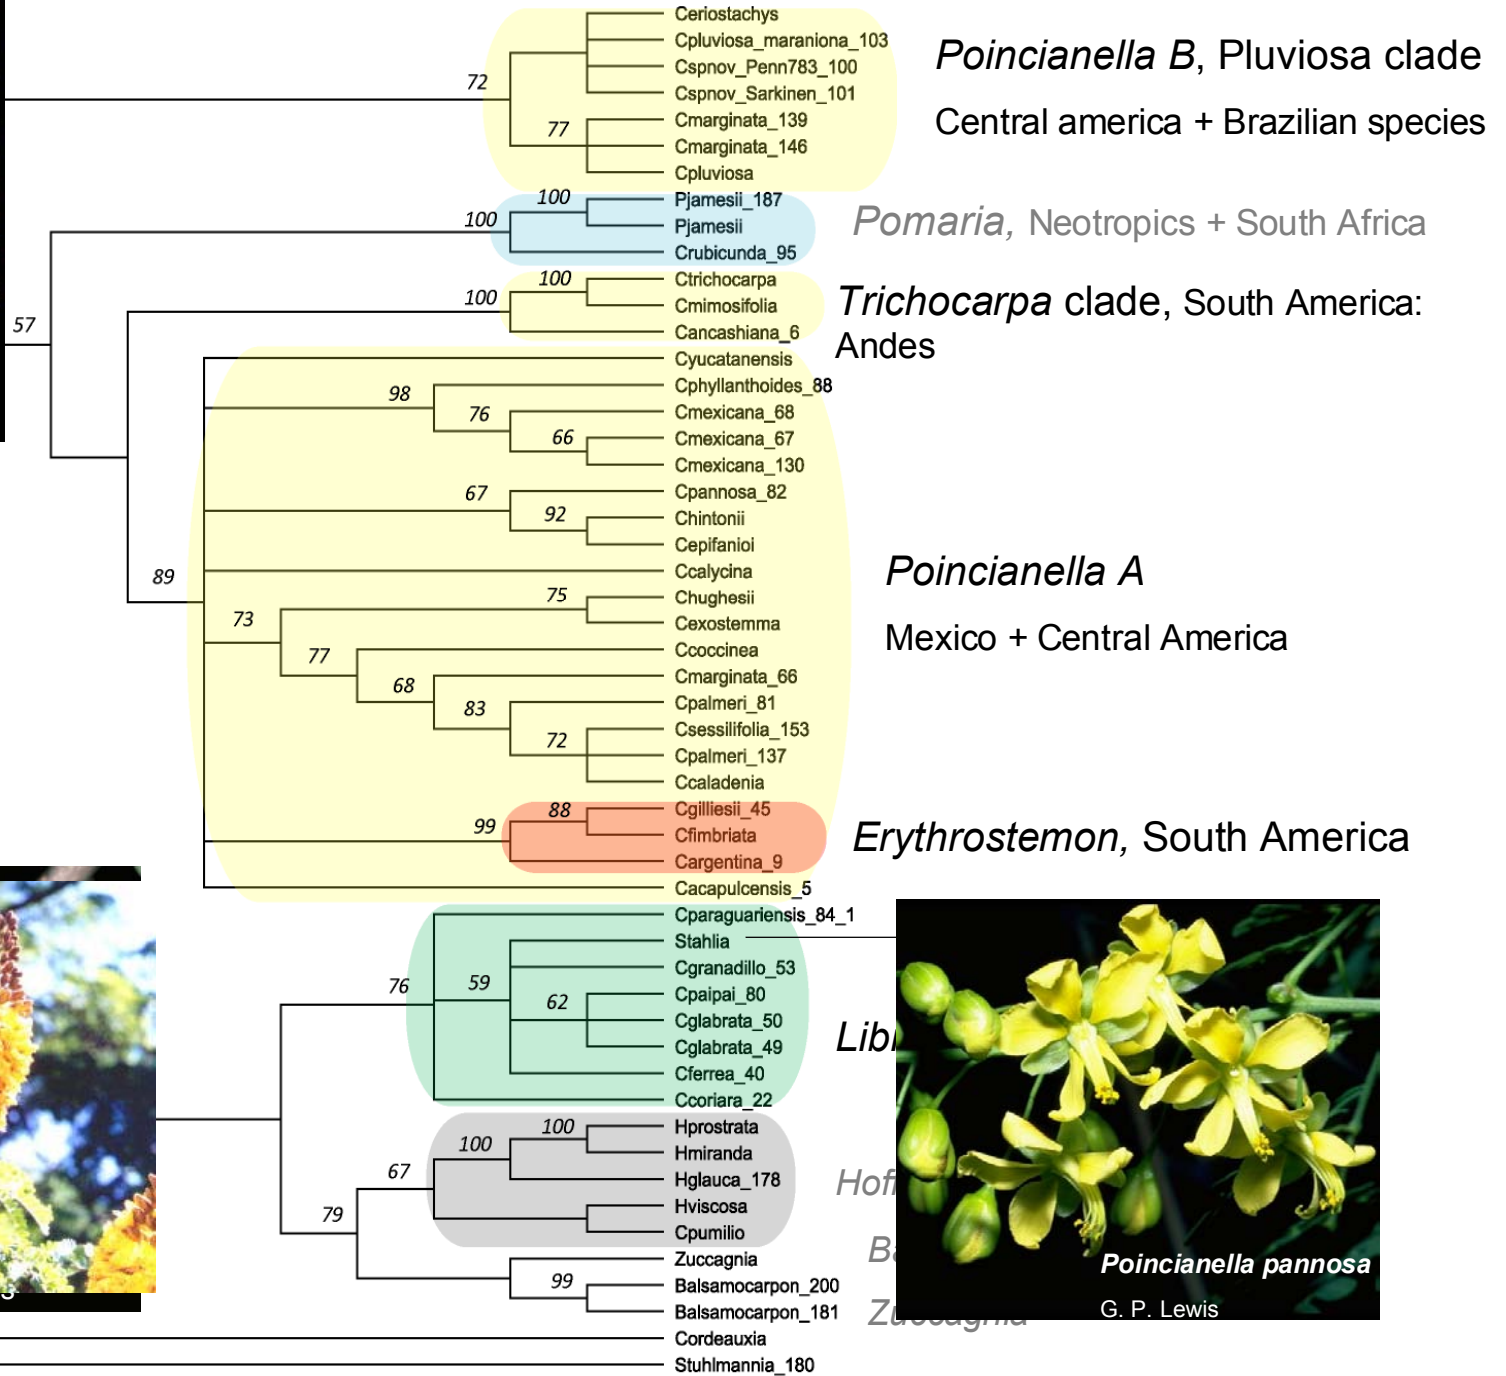 Ceriostachys
Cpluviosa_maraniona_103
Cspnov_Penn783_100
Cspnov_Sarkinen_101
Cmarginata_139
Cmarginata_146
Cpluviosa
72
77
Poincianella B, Pluviosa clade
Central america + Brazilian species
Pjamesii_187
Pjamesii
Crubicunda_95
100
100
Pomaria, Neotropics + South Africa
Ctrichocarpa
Cmimosifolia
Cancashiana_6
100
100
Trichocarpa clade, South America:
Andes
57
Cyucatanensis
Cphyllanthoides_88
Cmexicana_68
Cmexicana_67
Cmexicana_130
98
76
66
Cpannosa_82
Chintonii
Cepifanioi
67
92
Ccalycina
89
Chughesii
Cexostemma
75
73
Ccoccinea
77
Cmarginata_66
68
Cpalmeri_81
83
Csessilifolia_153
Cpalmeri_137
Ccaladenia
72
Poincianella A
Mexico + Central America
Cgilliesii_45
Cfimbriata
Cargentina_9
88
99
Erythrostemon, South America
Cacapulcensis_5
Cparaguariensis_84_1
Stahlia
Cgranadillo_53
Cpaipai_80
Cglabrata_50
Cglabrata_49
Cferrea_40
Ccoriara_22
76
59
62
Hprostrata
Hmiranda
Hglauca_178
Hviscosa
Cpumilio
100
100
67
79
Zuccagnia
Balsamocarpon_200
Balsamocarpon_181
99
Cordeauxia
Stuhlmannia_180
Poincianella pannosa
G. P. Lewis